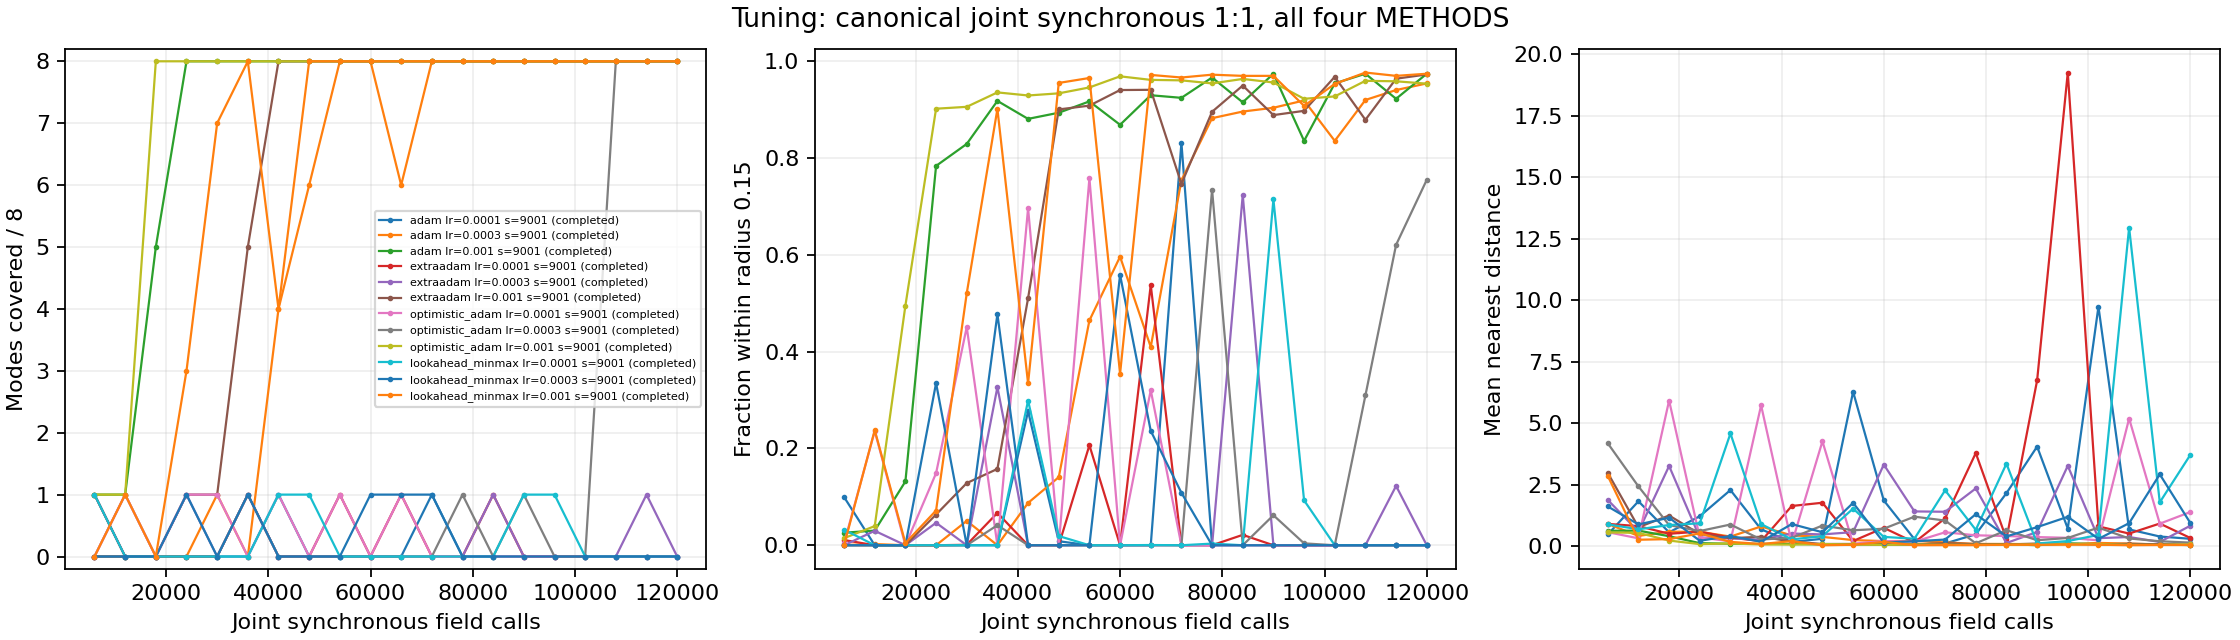 Tuning: canonical joint synchronous 1:1, all four METHODS
Modes covered / 8
8
7
6
5
4
3
2
1
0
adam lr=0.0001 s=9001 (completed)
adam lr=0.0003 s=9001 (completed)
adam lr=0.001 s=9001 (completed)
extraadam lr=0.0001 s=9001 (completed)
extraadam lr=0.0003 s=9001 (completed)
extraadam lr=0.001 s=9001 (completed)
optimistic_adam lr=0.0001 s=9001 (completed)
optimistic_adam lr=0.0003 s=9001 (completed)
optimistic_adam lr=0.001 s=9001 (completed)
lookahead_minmax lr=0.0001 s=9001 (completed)
lookahead_minmax lr=0.0003 s=9001 (completed)
lookahead_minmax lr=0.001 s=9001 (completed)
20000 40000 60000 80000 100000 120000
Joint synchronous field calls
Fraction within radius 0.15
1.0
0.8
0.6
0.4
0.2
0.0
20000 40000 60000 80000 100000 120000
Joint synchronous field calls
Mean nearest distance
20.0
17.5
15.0
12.5
10.0
7.5
5.0
2.5
0.0
20000 40000 60000 80000 100000 120000
Joint synchronous field calls